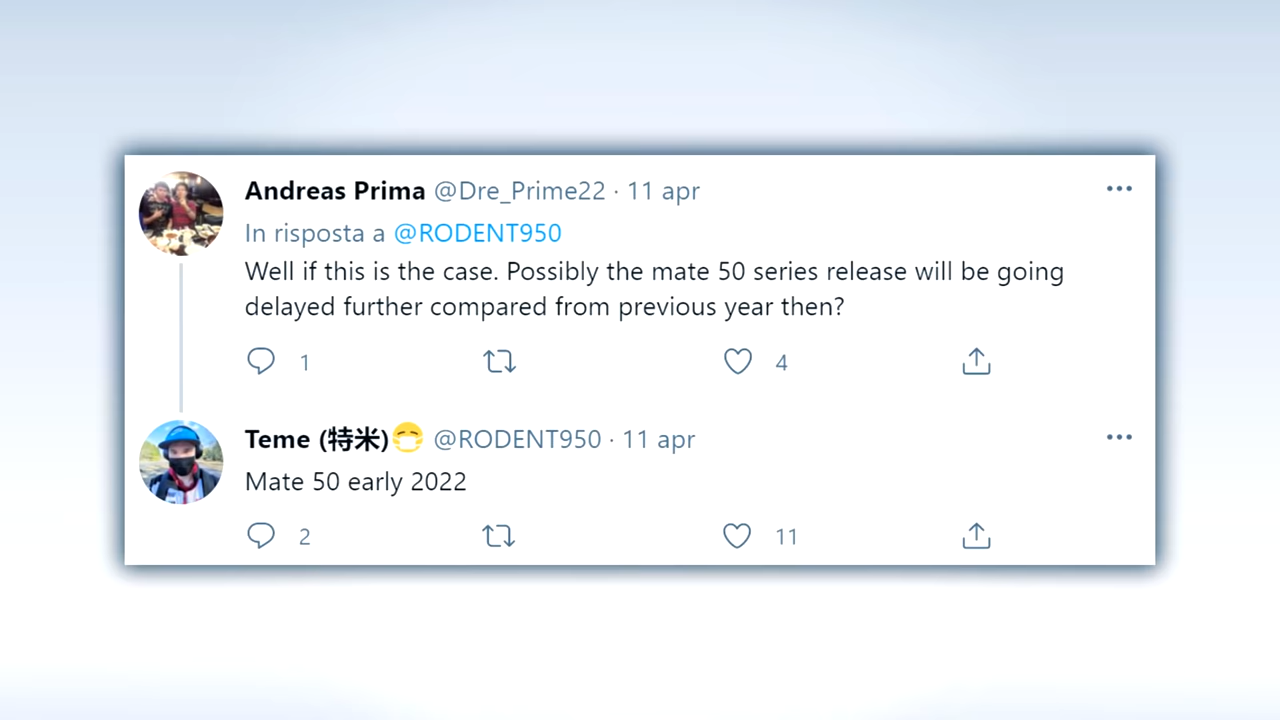 Andreas Prima @Dre_Prime22 · 11 apr
In risposta a @RODENT950
Well if this is the case. Possibly the mate 50 series release will be going
delayed further compared from previous year then?
1 4
Teme (特米)😷 @RODENT950 · 11 apr
Mate 50 early 2022
2 11